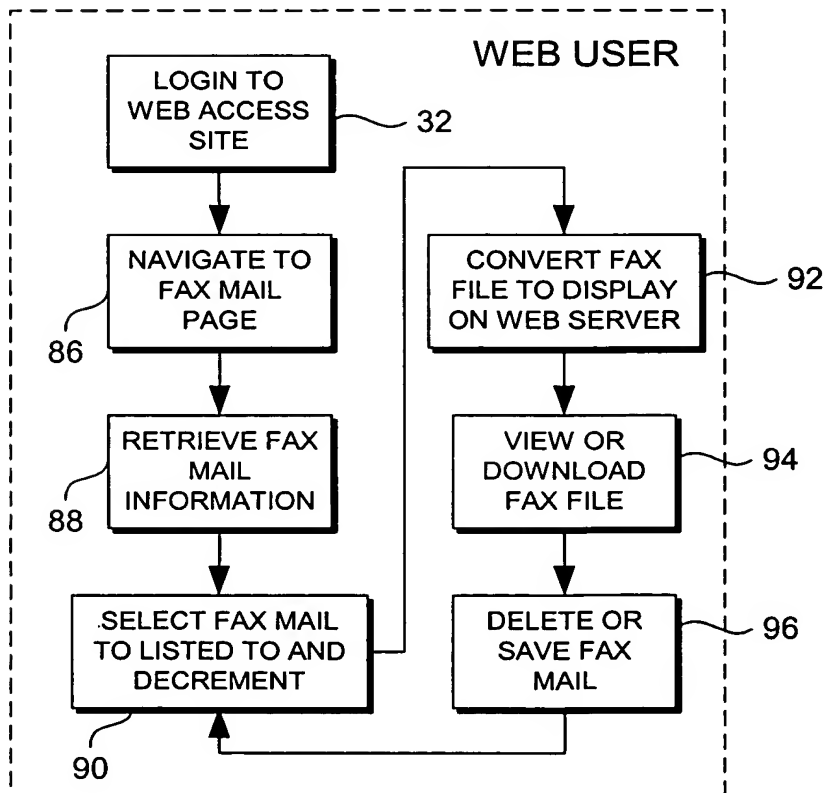 WEB USER
LOGIN TO
WEB ACCESS
SITE
32
NAVIGATE TO
FAX MAIL
PAGE
86
RETRIEVE FAX
MAIL
INFORMATION
88
SELECT FAX MAIL
TO LISTED TO AND
DECREMENT
90
CONVERT FAX
FILE TO DISPLAY
ON WEB SERVER
92
VIEW OR
DOWNLOAD
FAX FILE
94
DELETE OR
SAVE FAX
MAIL
96